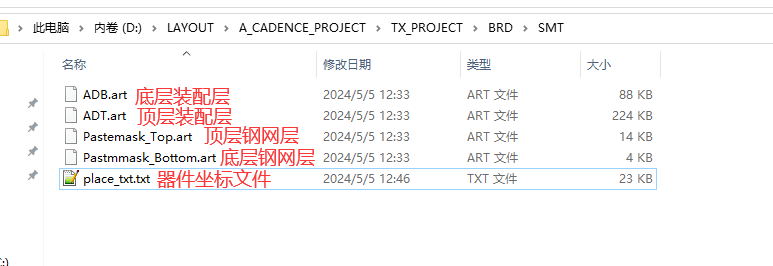 此电脑 › 内卷 (D:) › LAYOUT › A_CADENCE_PROJECT › TX_PROJECT › BRD › SMT
名称 修改日期 类型 大小
ADB.art 底层装配层 2024/5/5 12:33 ART 文件 88 KB
ADT.art 顶层装配层 2024/5/5 12:33 ART 文件 224 KB
Pastemask_Top.art 顶层钢网层 2024/5/5 12:33 ART 文件 14 KB
Pastmmask_Bottom.art 底层钢网层 2024/5/5 12:33 ART 文件 4 KB
place_txt.txt 器件坐标文件 2024/5/5 12:46 TXT 文件 23 KB
:)